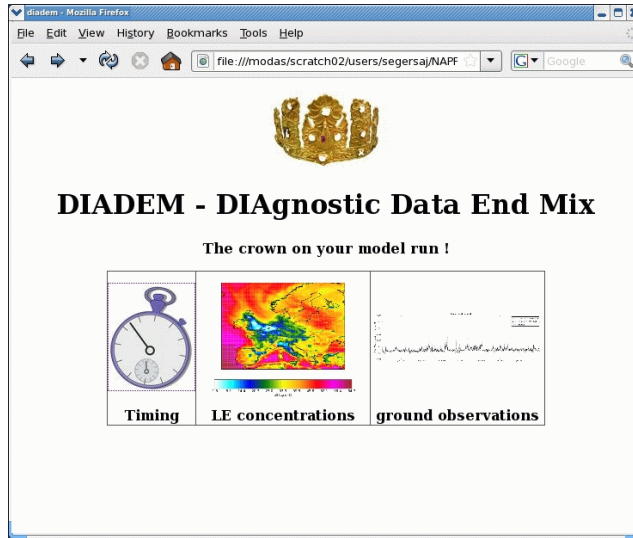 diadem - Mozilla Firefox
File Edit View History Bookmarks Tools Help
file:///modas/scratch02/users/segersaj/NAPF
G Google
DIADEM - DIAgnostic Data End Mix
The crown on your model run !
Timing
LE concentrations
ground observations